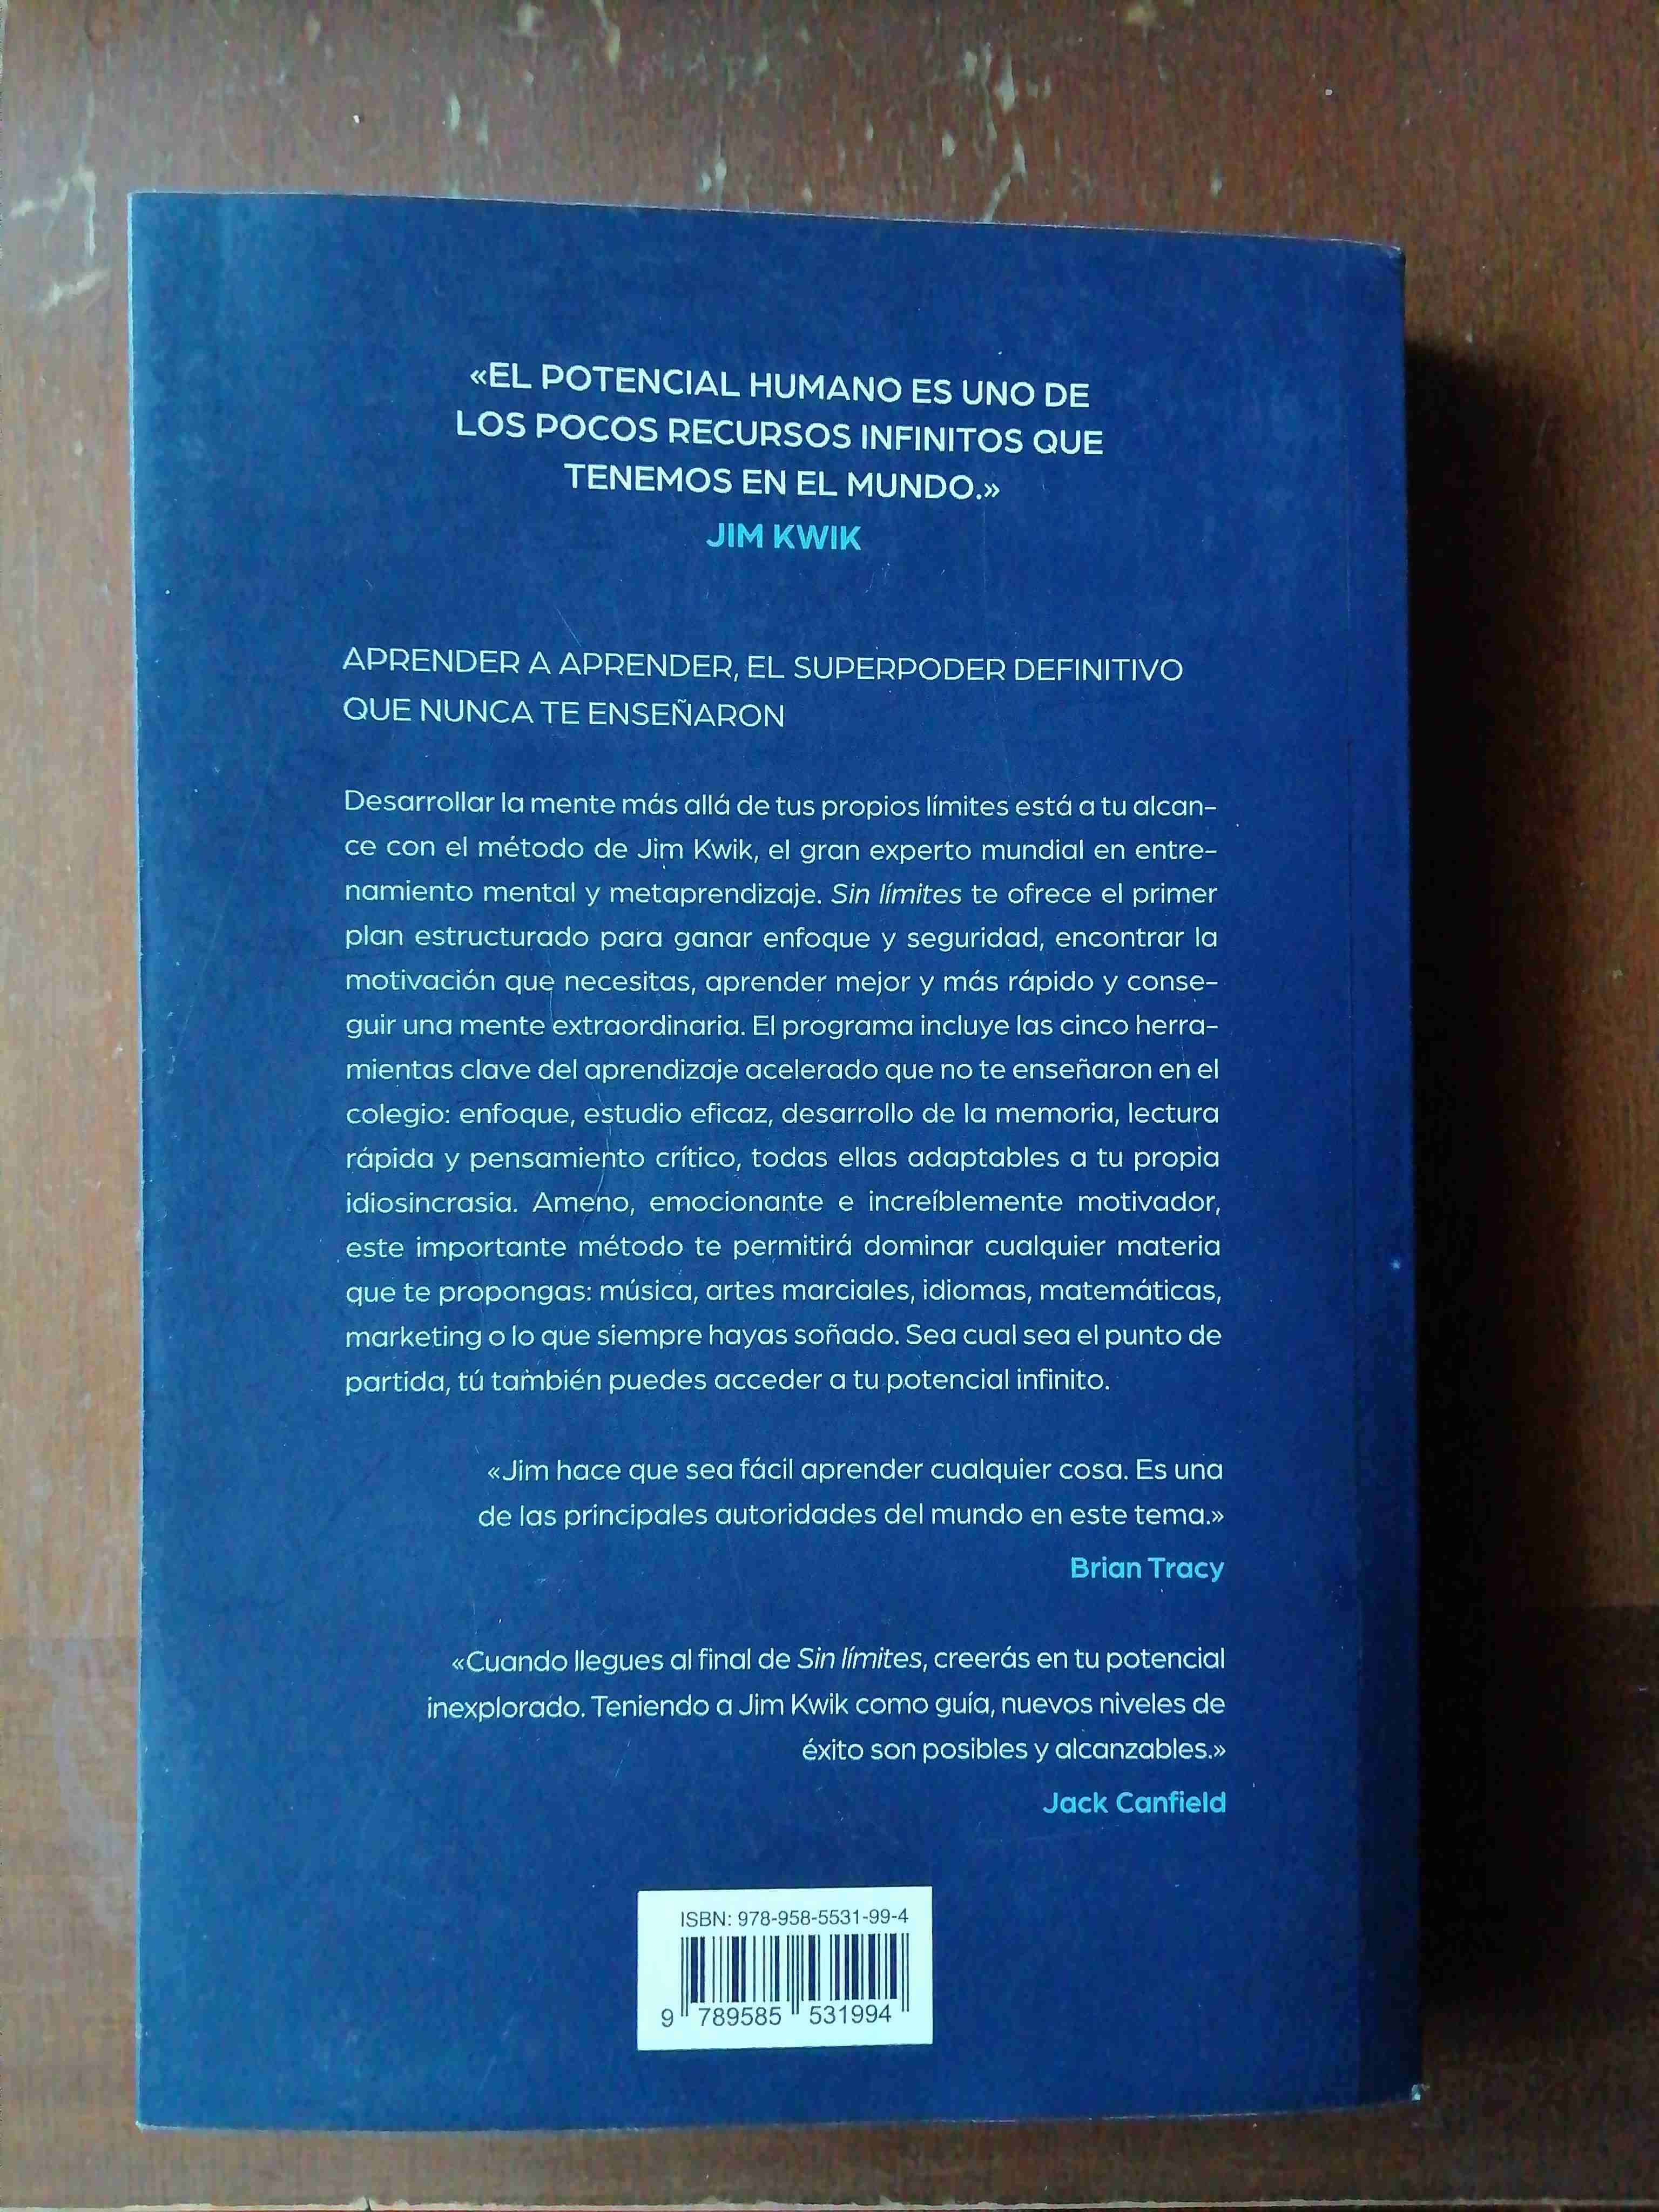 «EL POTENCIAL HUMANO ES UNO DE
LOS POCOS RECURSOS INFINITOS QUE
TENEMOS EN EL MUNDO.»
JIM KWIK
APRENDER A APRENDER, EL SUPERPODER DEFINITIVO
QUE NUNCA TE ENSEÑARON
Desarrollar la mente más allá de tus propios límites está a tu alcan-
ce con el método de Jim Kwik, el gran experto mundial en entre-
namiento mental y metaprendizaje. Sin límites te ofrece el primer
plan estructurado para ganar enfoque y seguridad, encontrar la
motivación que necesitas, aprender mejor y más rápido y conse-
guir una mente extraordinaria. El programa incluye las cinco herra-
mientas clave del aprendizaje acelerado que no te enseñaron en el
colegio: enfoque, estudio eficaz, desarrollo de la memoria, lectura
rápida y pensamiento crítico, todas ellas adaptables a tu propia
idiosincrasia. Ameno, emocionante e increíblemente motivador,
este importante método te permitirá dominar cualquier materia
que te propongas: música, artes marciales, idiomas, matemáticas,
marketing o lo que siempre hayas soñado. Sea cual sea el punto de
partida, tú también puedes acceder a tu potencial infinito.
«Jim hace que sea fácil aprender cualquier cosa. Es una
de las principales autoridades del mundo en este tema.»
Brian Tracy
«Cuando llegues al final de Sin límites, creerás en tu potencial
inexplorado. Teniendo a Jim Kwik como guía, nuevos niveles de
éxito son posibles y alcanzables.»
Jack Canfield
ISBN: 978-958-5531-99-4
9 789585 531994